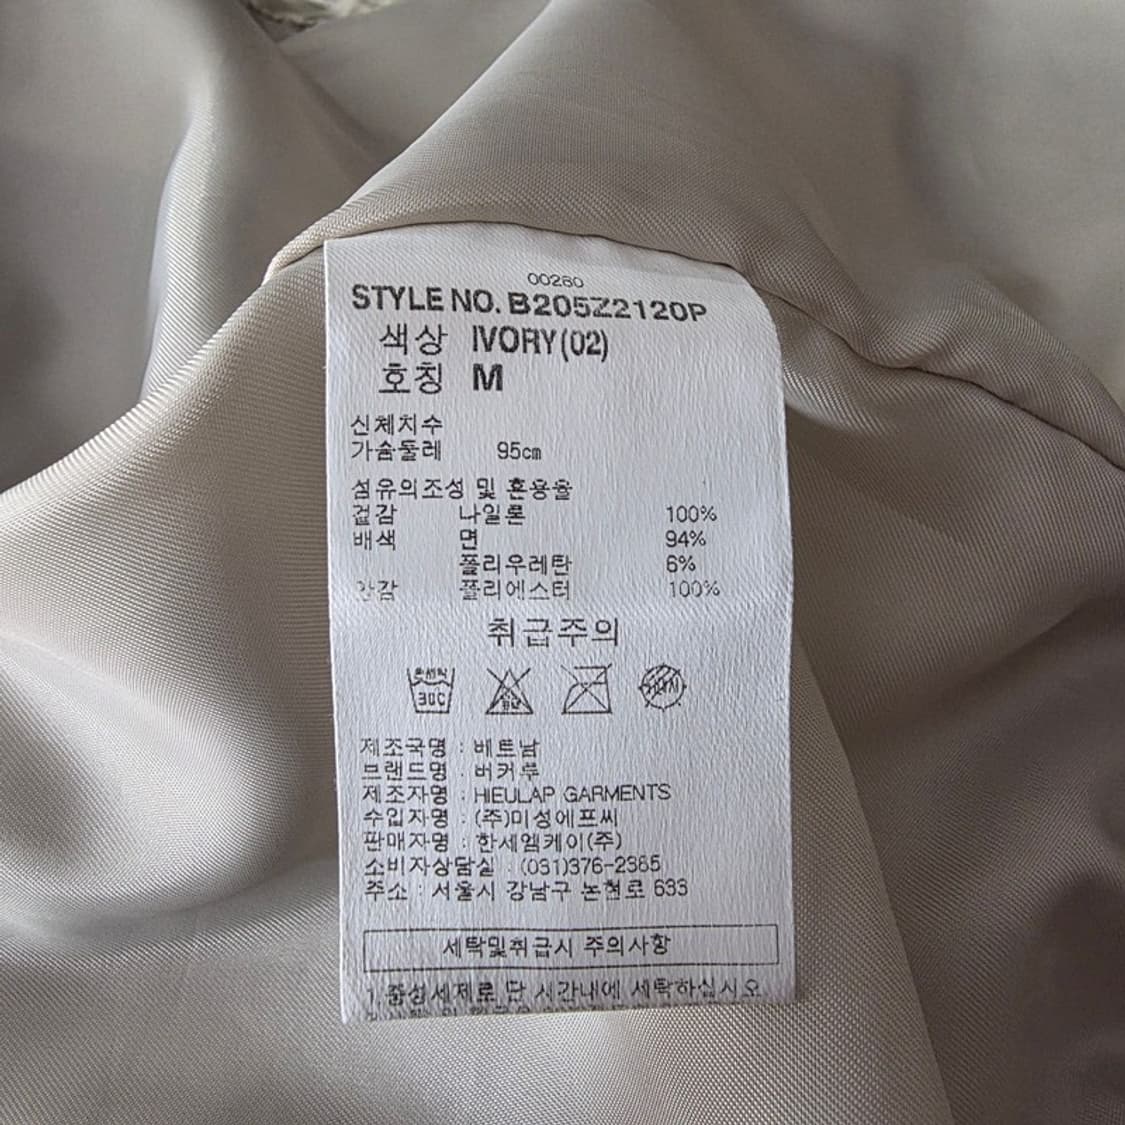 00280
STYLE NO. B205Z2120P
색상 IVORY(02)
호칭 M
신체치수
가슴둘레 95cm
섬유의조성 및 혼용율
겉감 나일론 100%
배색 면 94%
폴리우레탄 6%
안감 폴리에스터 100%
취급주의
손세탁
30C
제조국명 : 베트남
브랜드명 : 버커루
제조자명 : HIEULAP GARMENTS
수입자명 : (주)미성에프씨
판매자명 : 한세엠케이(주)
소비자상담실 : (031)376-2385
주소 : 서울시 강남구 논현로 633
세탁및취급시 주의사항
1.중성세제로 단 시간내에 세탁하십시오